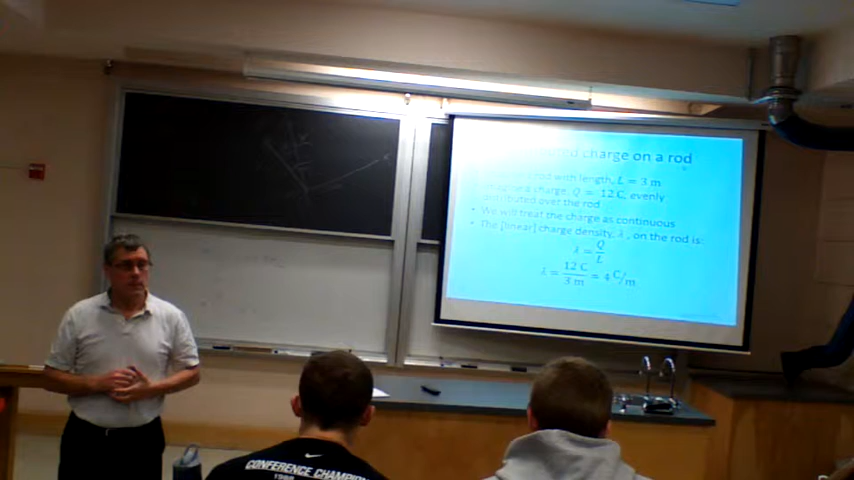 charge on a rod
rod with length, L = 3 m
a charge, Q = 12 C, evenly
distributed over the rod
• We will treat the charge as continuous
• The [linear] charge density, λ, on the rod is:
λ = Q/L
λ = 12 C/3 m = 4 C/m
CONFERENCE CHAMPION